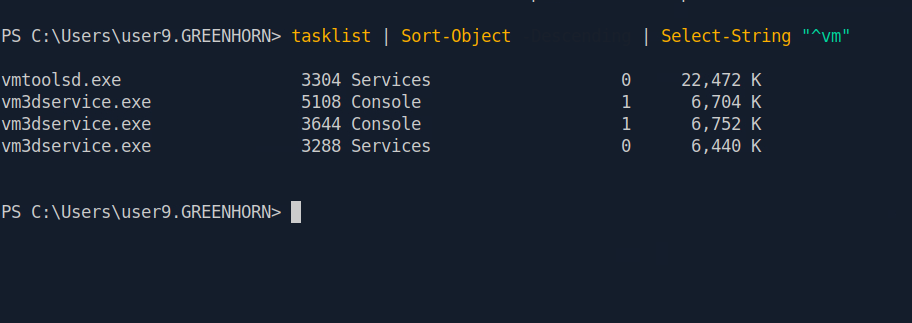 PS C:\Users\user9.GREENHORN> tasklist | Sort-Object | Select-String "^vm"
vmtoolsd.exe 3304 Services 0 22,472 K
vm3dservice.exe 5108 Console 1 6,704 K
vm3dservice.exe 3644 Console 1 6,752 K
vm3dservice.exe 3288 Services 0 6,440 K
PS C:\Users\user9.GREENHORN>